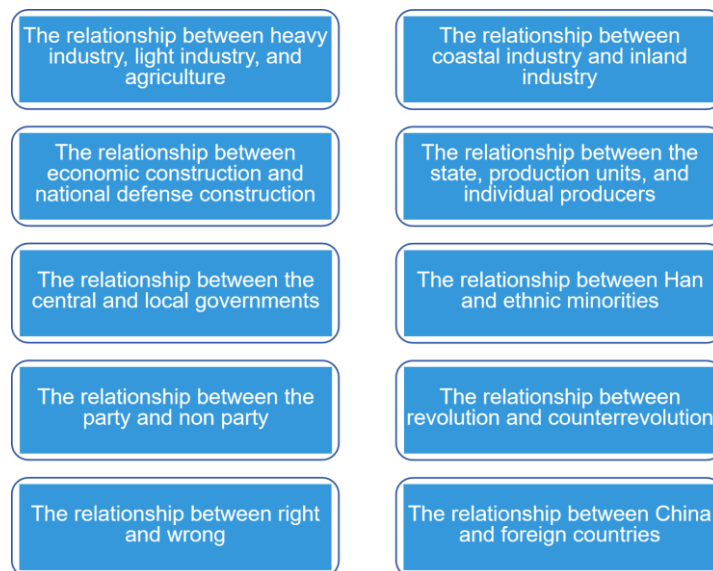 The relationship between heavy
industry, light industry, and
agriculture
The relationship between
coastal industry and inland
industry
The relationship between
economic construction and
national defense construction
The relationship between the
state, production units, and
individual producers
The relationship between the
central and local governments
The relationship between Han
and ethnic minorities
The relationship between the
party and non party
The relationship between
revolution and counterrevolution
The relationship between right
and wrong
The relationship between China
and foreign countries